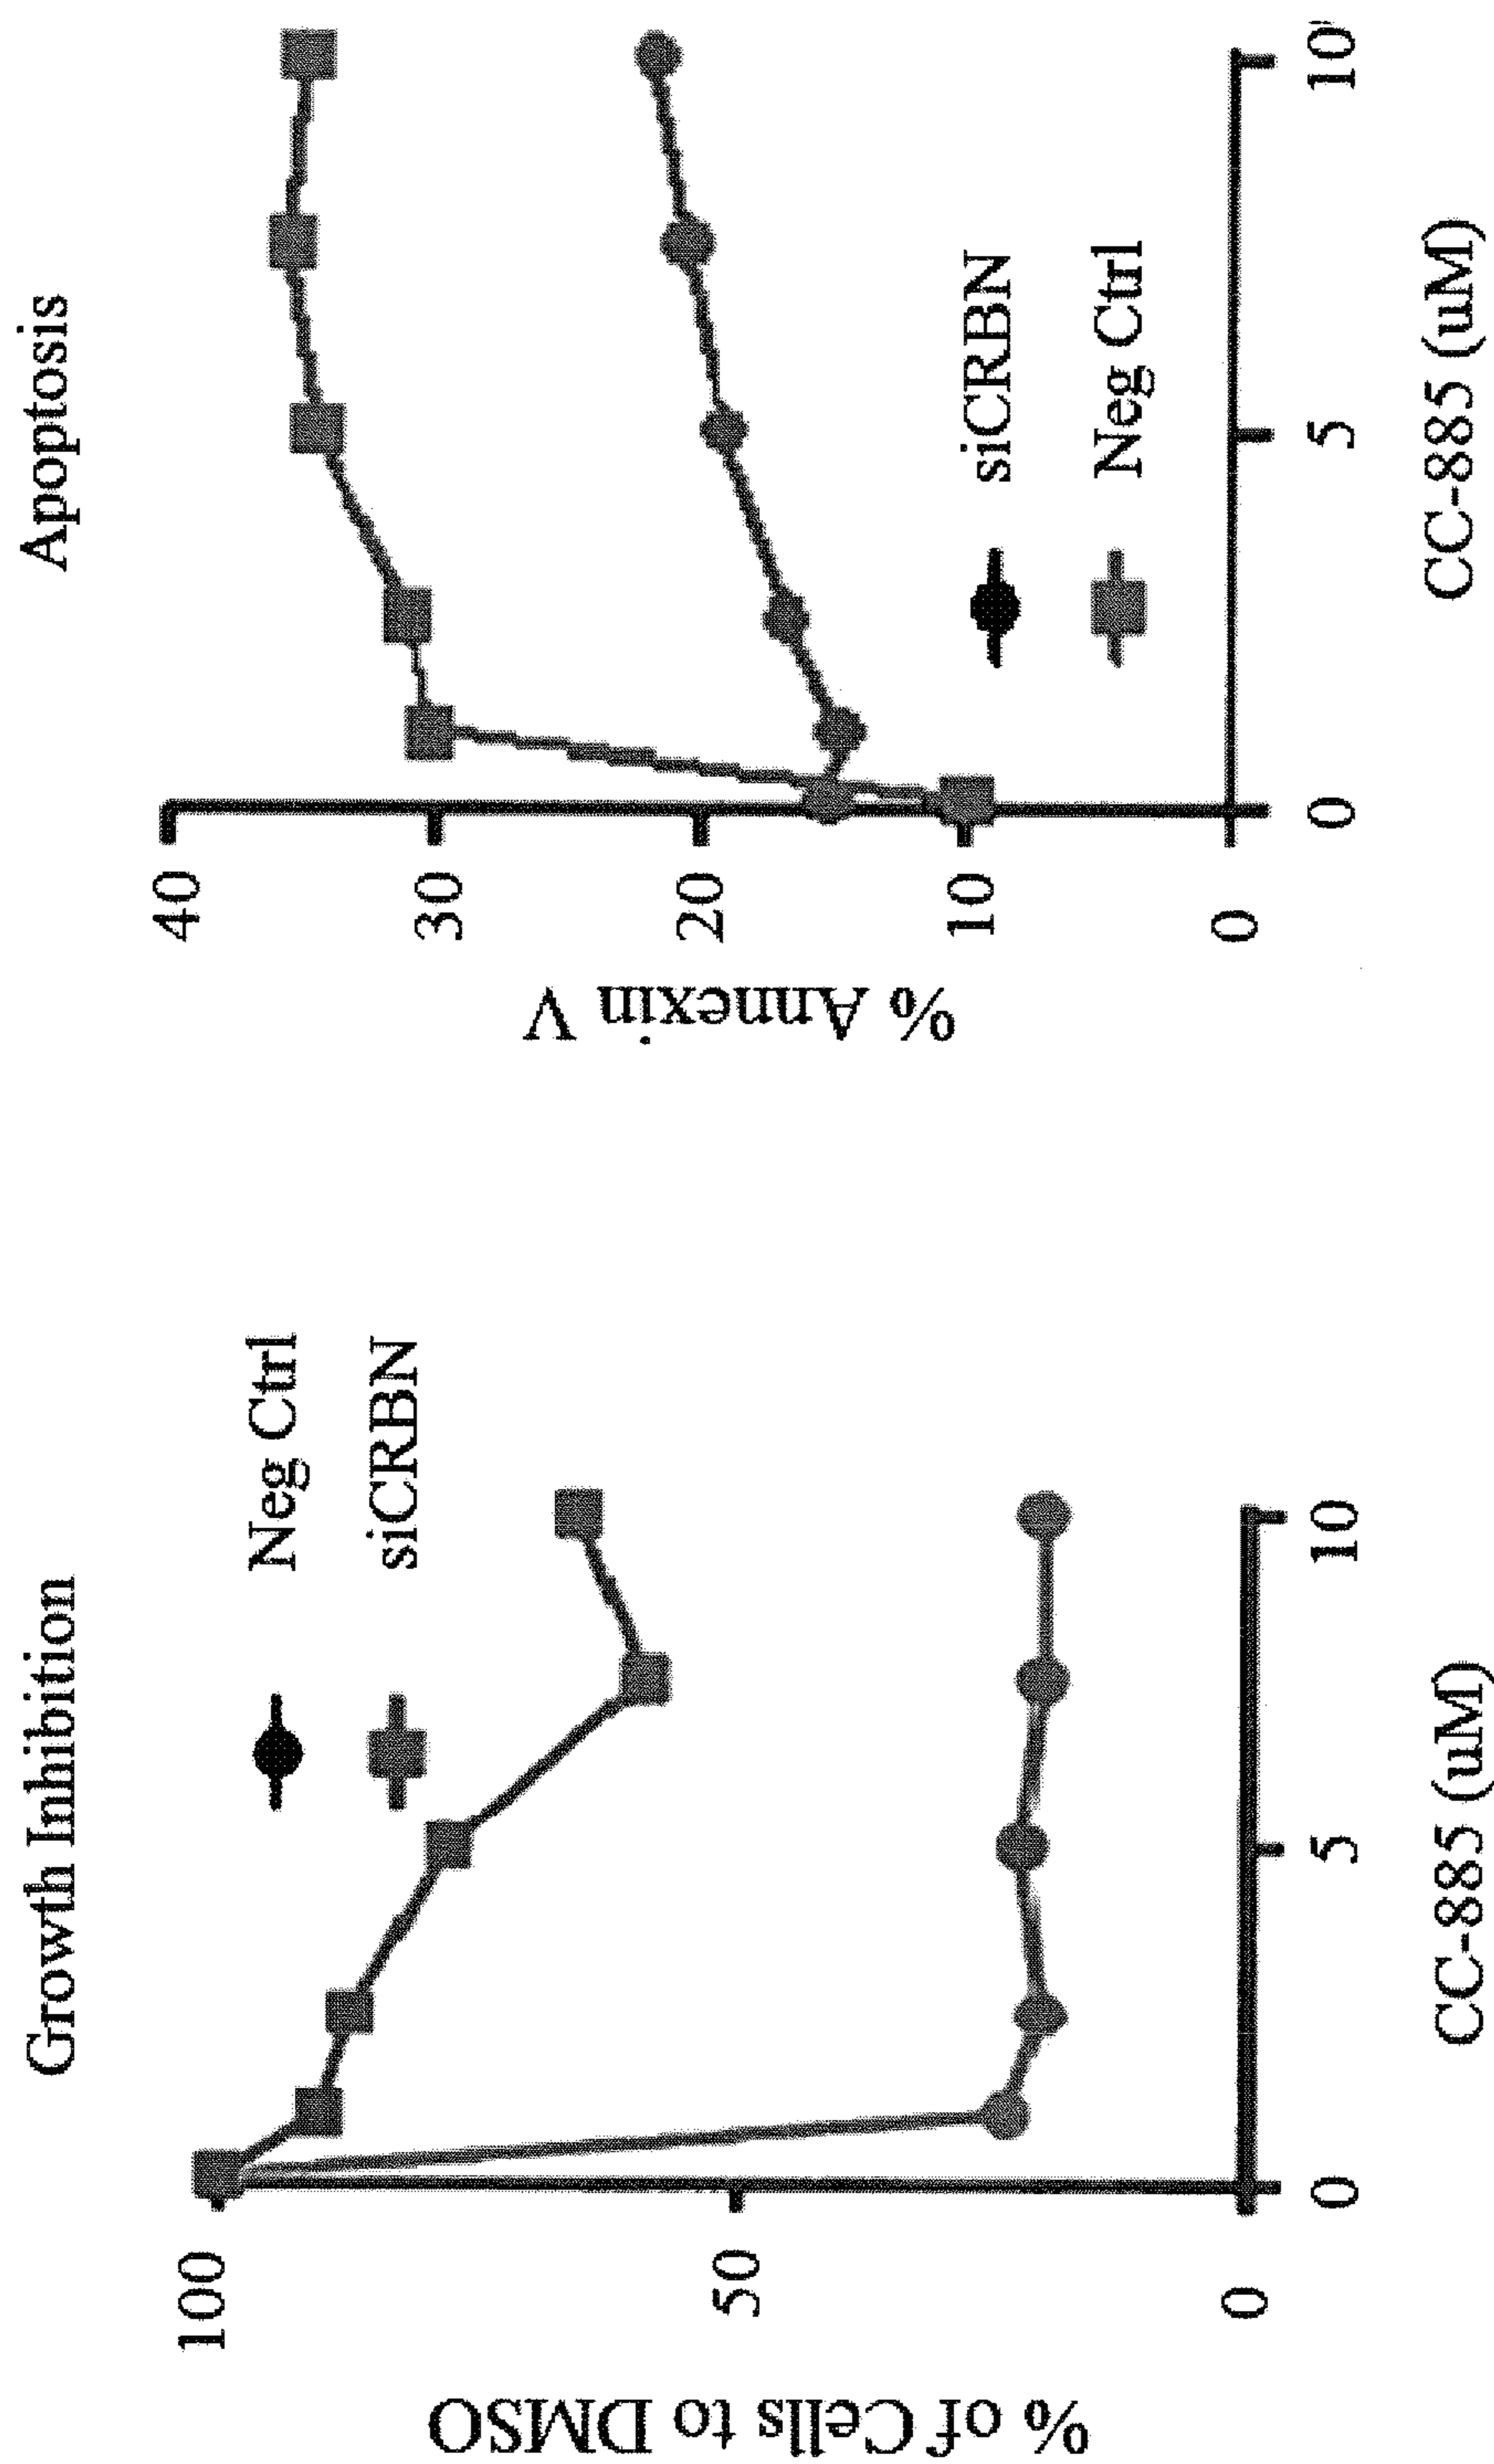 Growth Inhibition
% of Cells to DMSO
100
50
0
Neg Ctrl
siCRBN
0
5
10
CC-885 (uM)
Apoptosis
% Annexin V
40
30
20
10
0
siCRBN
Neg Ctrl
0
5
10
CC-885 (uM)